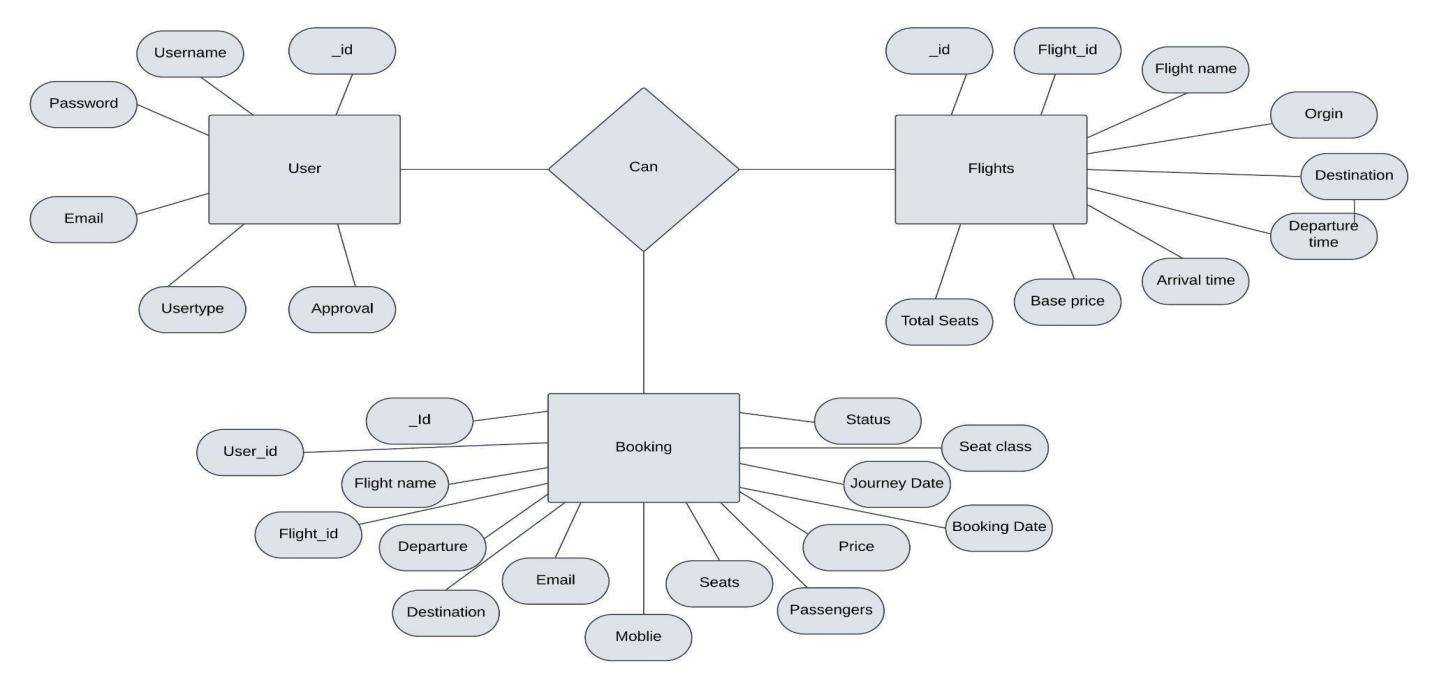 Username
_id
_id
Flight_id
Flight name
Password
Orgin
User
Can
Flights
Destination
Email
Departure
time
Arrival time
Usertype
Approval
Base price
Total Seats
_Id
Status
User_id
Booking
Seat class
Flight name
Journey Date
Flight_id
Booking Date
Departure
Price
Email
Seats
Destination
Passengers
Moblie